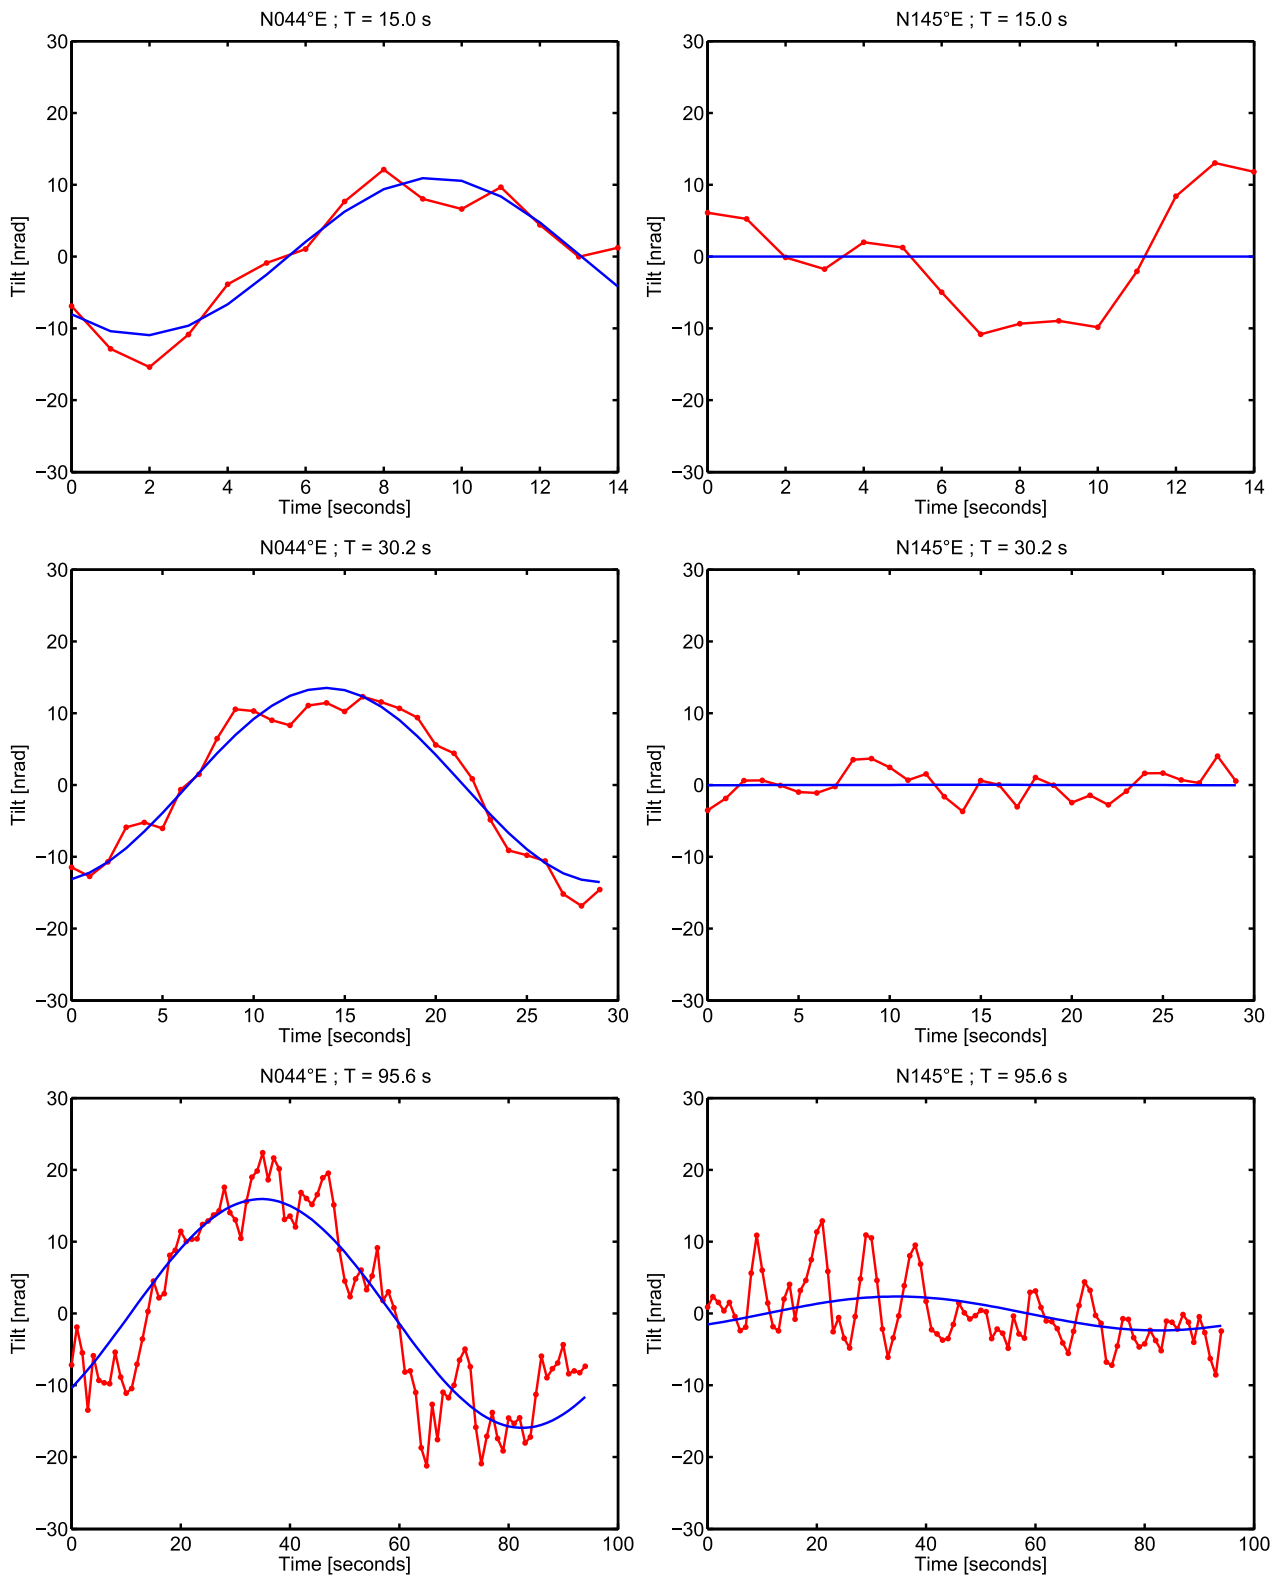 N044°E ; T = 15.0 s
30
20
10
0
−10
−20
−30
Tilt [nrad]
0 2 4 6 8 10 12 14
Time [seconds]
N145°E ; T = 15.0 s
30
20
10
0
−10
−20
−30
Tilt [nrad]
0 2 4 6 8 10 12 14
Time [seconds]
N044°E ; T = 30.2 s
30
20
10
0
−10
−20
−30
Tilt [nrad]
0 5 10 15 20 25 30
Time [seconds]
N145°E ; T = 30.2 s
30
20
10
0
−10
−20
−30
Tilt [nrad]
0 5 10 15 20 25 30
Time [seconds]
N044°E ; T = 95.6 s
30
20
10
0
−10
−20
−30
Tilt [nrad]
0 20 40 60 80 100
Time [seconds]
N145°E ; T = 95.6 s
30
20
10
0
−10
−20
−30
Tilt [nrad]
0 20 40 60 80 100
Time [seconds]